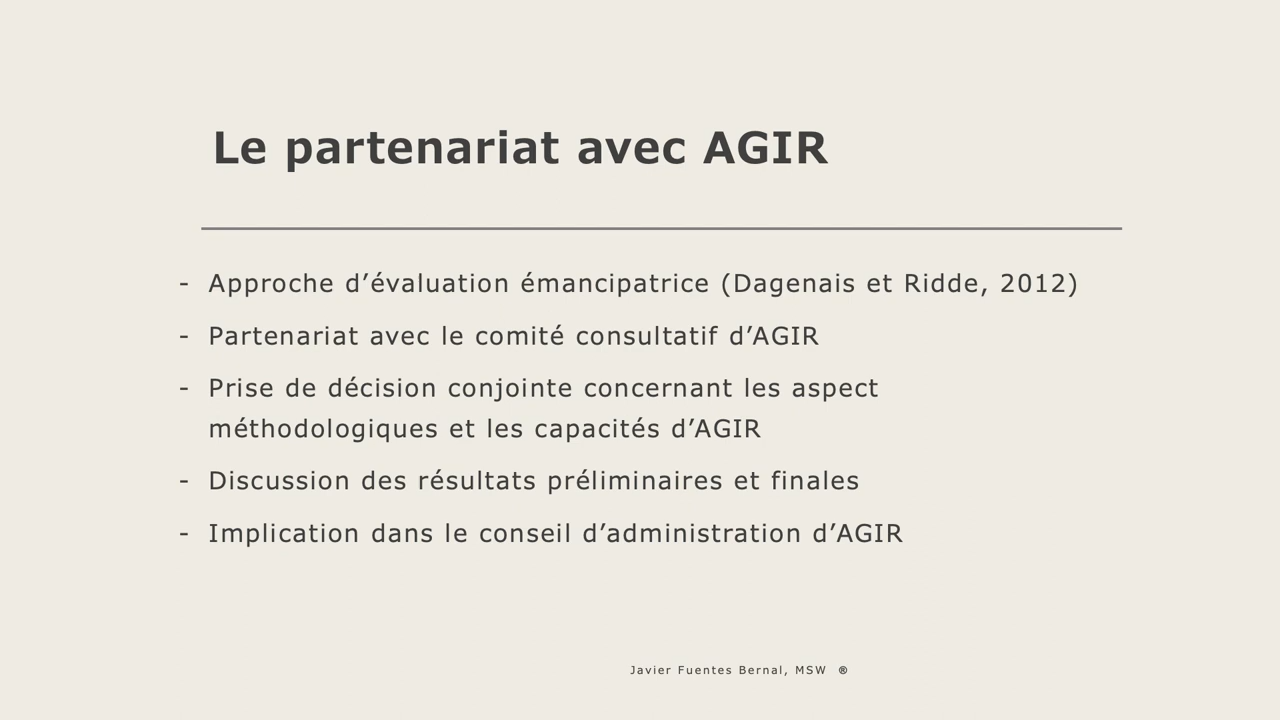 Le partenariat avec AGIR
- Approche d’évaluation émancipatrice (Dagenais et Ridde, 2012)
- Partenariat avec le comité consultatif d’AGIR
- Prise de décision conjointe concernant les aspect
méthodologiques et les capacités d’AGIR
- Discussion des résultats préliminaires et finales
- Implication dans le conseil d’administration d’AGIR
Javier Fuentes Bernal, MSW ®